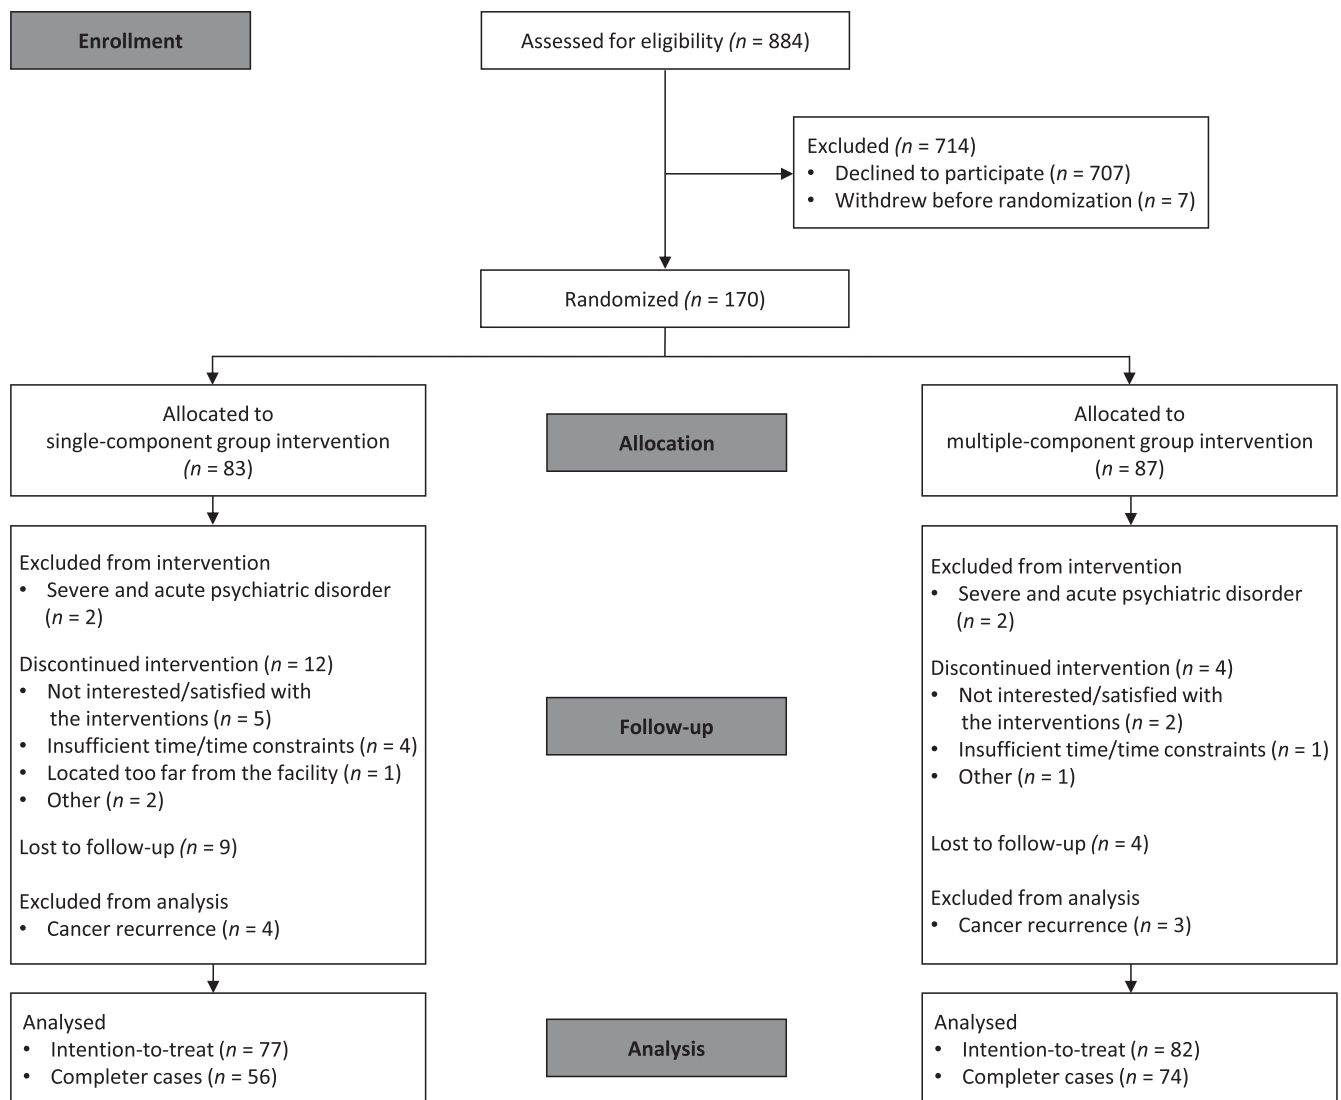 Enrollment
Assessed for eligibility (n = 884)
Excluded (n = 714)
• Declined to participate (n = 707)
• Withdrew before randomization (n = 7)
Randomized (n = 170)
Allocated to
single-component group intervention
(n = 83)
Allocation
Allocated to
multiple-component group intervention
(n = 87)
Excluded from intervention
• Severe and acute psychiatric disorder
(n = 2)
Discontinued intervention (n = 12)
• Not interested/satisfied with
the interventions (n = 5)
• Insufficient time/time constraints (n = 4)
• Located too far from the facility (n = 1)
• Other (n = 2)
Lost to follow-up (n = 9)
Excluded from analysis
• Cancer recurrence (n = 4)
Follow-up
Excluded from intervention
• Severe and acute psychiatric disorder
(n = 2)
Discontinued intervention (n = 4)
• Not interested/satisfied with
the interventions (n = 2)
• Insufficient time/time constraints (n = 1)
• Other (n = 1)
Lost to follow-up (n = 4)
Excluded from analysis
• Cancer recurrence (n = 3)
Analysed
• Intention-to-treat (n = 77)
• Completer cases (n = 56)
Analysis
Analysed
• Intention-to-treat (n = 82)
• Completer cases (n = 74)